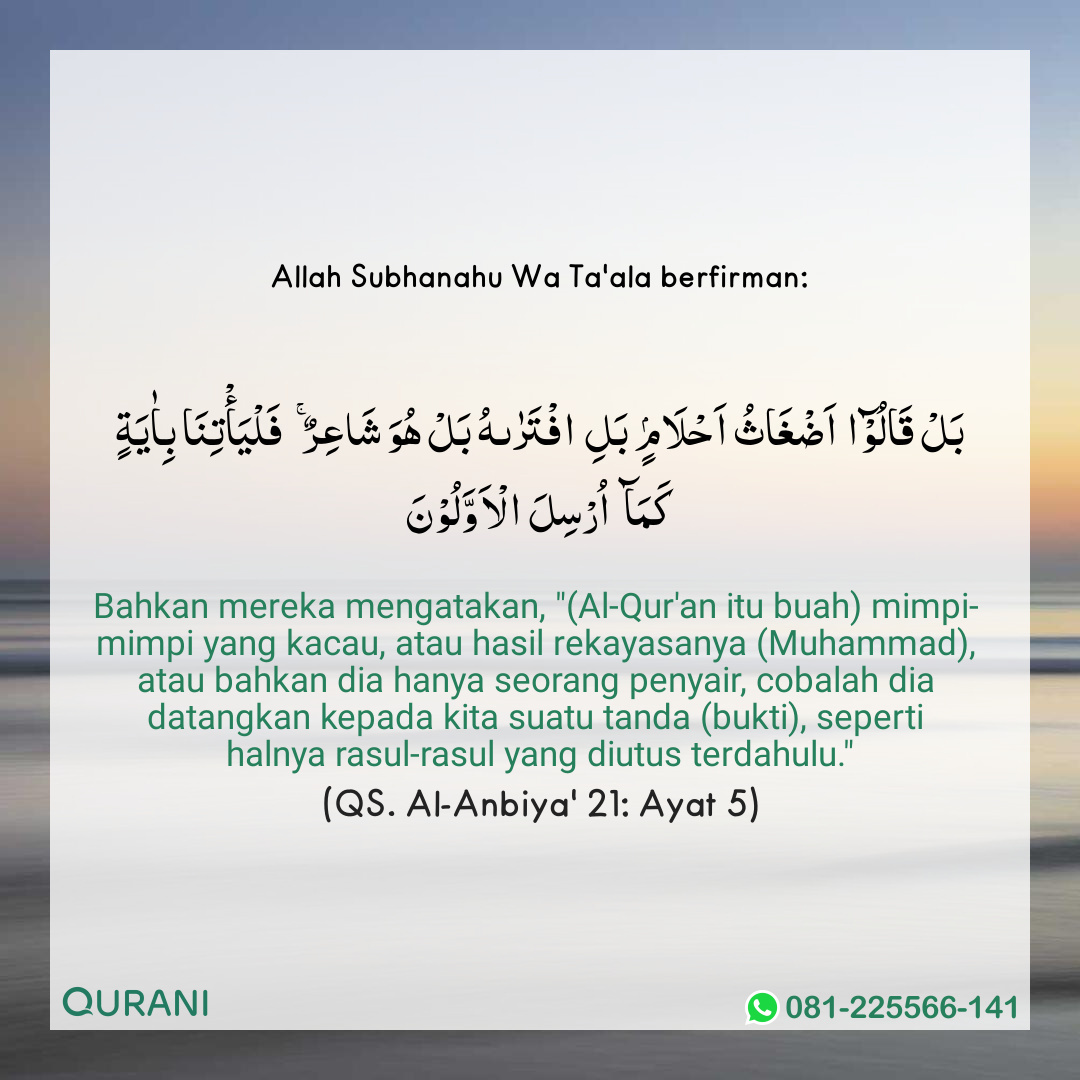 Allah Subhanahu Wa Ta'ala berfirman:
بَلْ قَالُوْٓا اَضْغَاثُ اَحْلَامٍۢ بَلِ افْتَرٰىهُ بَلْ هُوَ شَاعِرٌ ۚ فَلْيَأْتِنَا بِاٰيَةٍ
كَمَآ اُرْسِلَ الْاَوَّلُوْنَ
Bahkan mereka mengatakan, "(Al-Qur'an itu buah) mimpi-
mimpi yang kacau, atau hasil rekayasanya (Muhammad),
atau bahkan dia hanya seorang penyair, cobalah dia
datangkan kepada kita suatu tanda (bukti), seperti
halnya rasul-rasul yang diutus terdahulu."
(QS. Al-Anbiya' 21: Ayat 5)
QURANI
081-225566-141